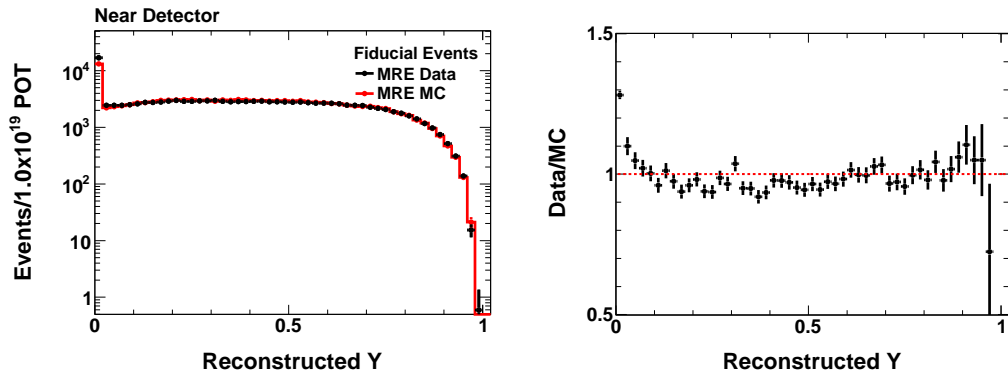 Near Detector
Events/1.0x10^19 POT
10^4
10^3
10^2
10
1
Fiducial Events
MRE Data
MRE MC
0
0.5
1
Reconstructed Y
Data/MC
1.5
1
0.5
0
0.5
1
Reconstructed Y